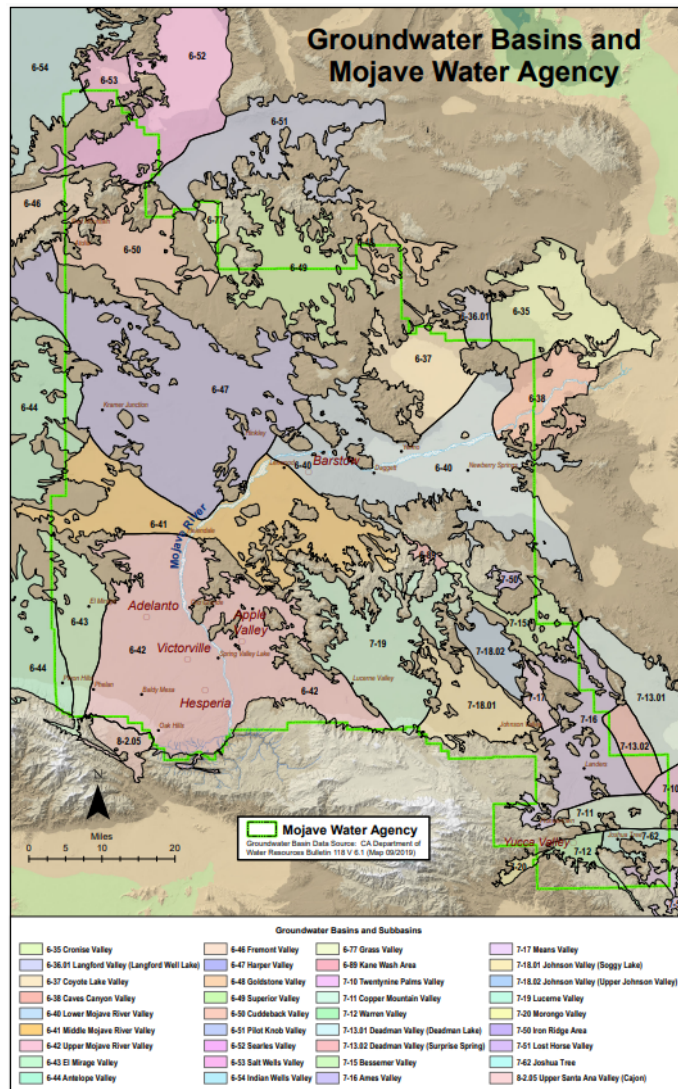 Groundwater Basins and
Mojave Water Agency
6-54
6-52
6-53
6-51
6-46
6-77
6-50
6-49
6-36.01
6-35
6-37
6-47
6-38
6-44
Kramer Junction
Hinkley
6-40
Barstow
Daggett
6-40
Newberry Springs
6-41
Mojave River
7-50
El Mirage
Adelanto
6-43
Apple
Valley
7-15
6-42
Victorville
Spring Valley Lake
7-19
7-18.02
6-44
Phelan
Baldy Mesa
Hesperia
6-42
Lucerne Valley
7-17
7-16
7-13.01
7-18.01
Oak Hills
8-2.05
7-13.02
Landers
7-10
N
Miles
0 5 10 20
Mojave Water Agency
Groundwater Basin Data Source: CA Department of
Water Resources Bulletin 118 V 6.1 (Map 09/2019)
7-11
Yucca Valley
7-62
7-12
Groundwater Basins and Subbasins
6-35 Cronise Valley
6-36.01 Langford Valley (Langford Well Lake)
6-37 Coyote Lake Valley
6-38 Caves Canyon Valley
6-40 Lower Mojave River Valley
6-41 Middle Mojave River Valley
6-42 Upper Mojave River Valley
6-43 El Mirage Valley
6-44 Antelope Valley
6-46 Fremont Valley
6-47 Harper Valley
6-48 Goldstone Valley
6-49 Superior Valley
6-50 Cuddeback Valley
6-51 Pilot Knob Valley
6-52 Searles Valley
6-53 Salt Wells Valley
6-54 Indian Wells Valley
6-77 Grass Valley
6-89 Kane Wash Area
7-10 Twentynine Palms Valley
7-11 Copper Mountain Valley
7-12 Warren Valley
7-13.01 Deadman Valley (Deadman Lake)
7-13.02 Deadman Valley (Surprise Spring)
7-15 Bessemer Valley
7-16 Ames Valley
7-17 Means Valley
7-18.01 Johnson Valley (Soggy Lake)
7-18.02 Johnson Valley (Upper Johnson Valley)
7-19 Lucerne Valley
7-20 Morongo Valley
7-50 Iron Ridge Area
7-51 Lost Horse Valley
7-62 Joshua Tree
8-2.05 Upper Santa Ana Valley (Cajon)